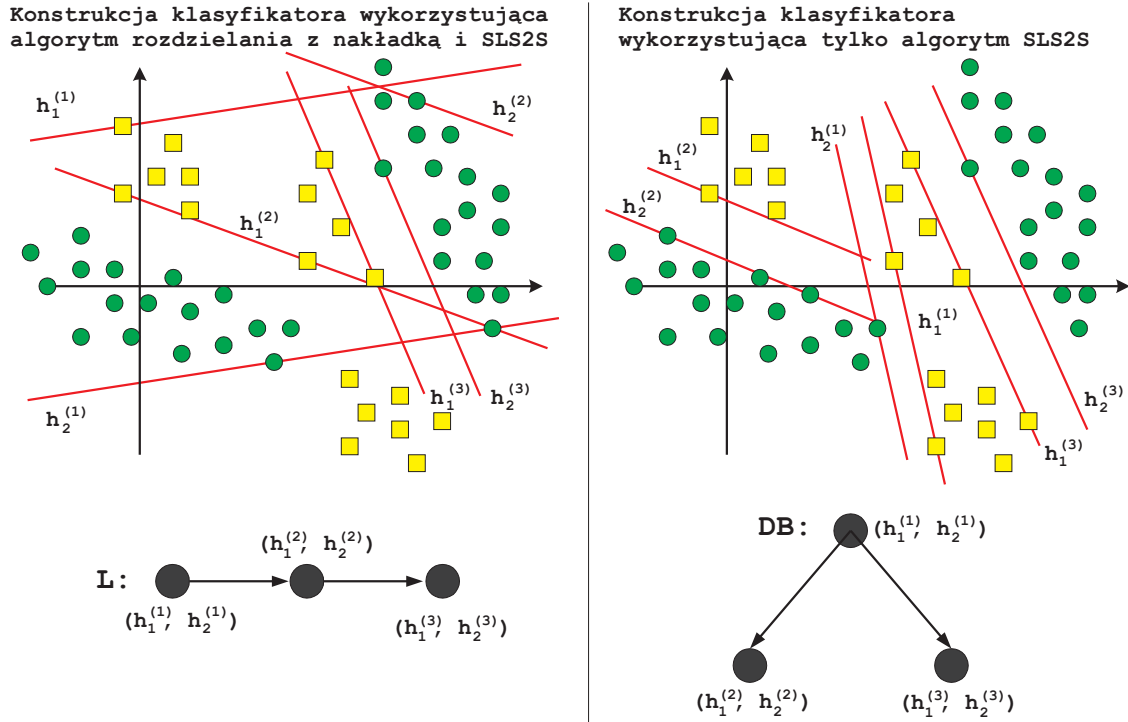 Konstrukcja klasyfikatora wykorzystująca
algorytm rozdzielania z nakładką i SLS2S
h₁⁽¹⁾
h₂⁽²⁾
h₁⁽²⁾
h₂⁽¹⁾
h₁⁽³⁾
h₂⁽³⁾
(h₁⁽²⁾, h₂⁽²⁾)
L:
(h₁⁽¹⁾, h₂⁽¹⁾)
(h₁⁽³⁾, h₂⁽³⁾)
Konstrukcja klasyfikatora
wykorzystująca tylko algorytm SLS2S
h₂⁽¹⁾
h₁⁽²⁾
h₂⁽²⁾
h₁⁽¹⁾
h₂⁽³⁾
h₁⁽³⁾
DB:
(h₁⁽¹⁾, h₂⁽¹⁾)
(h₁⁽²⁾, h₂⁽²⁾)
(h₁⁽³⁾, h₂⁽³⁾)